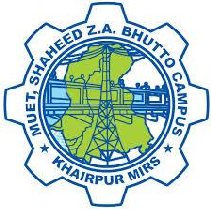 MUET, SHAHEED Z.A. BHUTTO CAMPUS
KHAIRPUR MIRS